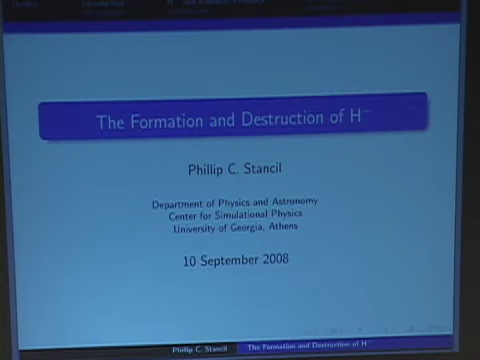 Introduction
The Formation and Destruction of H⁻
Phillip C. Stancil
Department of Physics and Astronomy
Center for Simulational Physics
University of Georgia, Athens
10 September 2008
Phillip C. Stancil The Formation and Destruction of H⁻